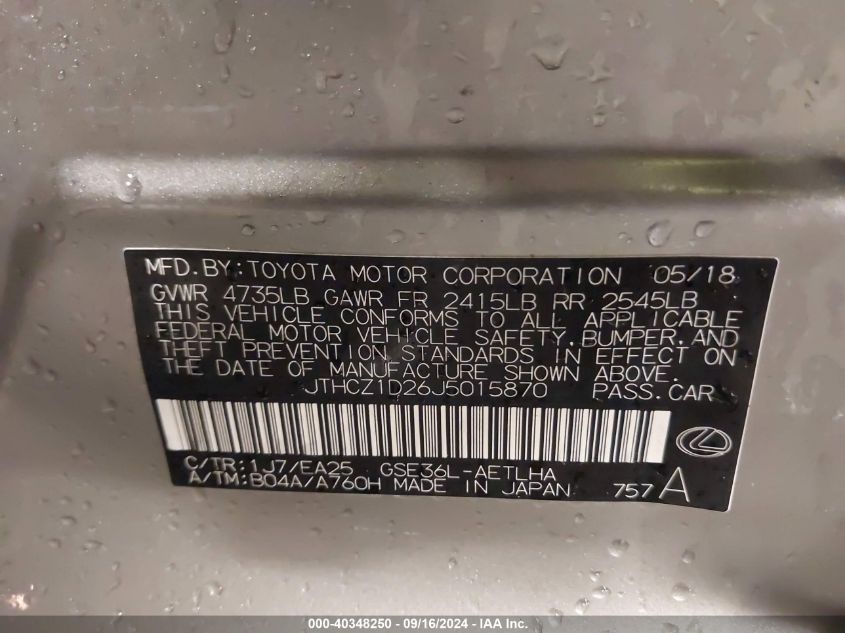 MFD.BY:TOYOTA MOTOR CORPORATION 05/18
GVWR 4735LB GAWR FR 2415LB RR 2545LB
THIS VEHICLE CONFORMS TO ALL APPLICABLE
FEDERAL MOTOR VEHICLE SAFETY,BUMPER,AND
THEFT PREVENTION STANDARDS IN EFFECT ON
THE DATE OF MANUFACTURE SHOWN ABOVE.
JTHCZ1D26J5015870 PASS.CAR
C/TR:1J7/EA25 GSE36L-AETLHA
A/TM:B04A/A760H MADE IN JAPAN 757 A
000-40348250 - 09/16/2024 - IAA Inc.